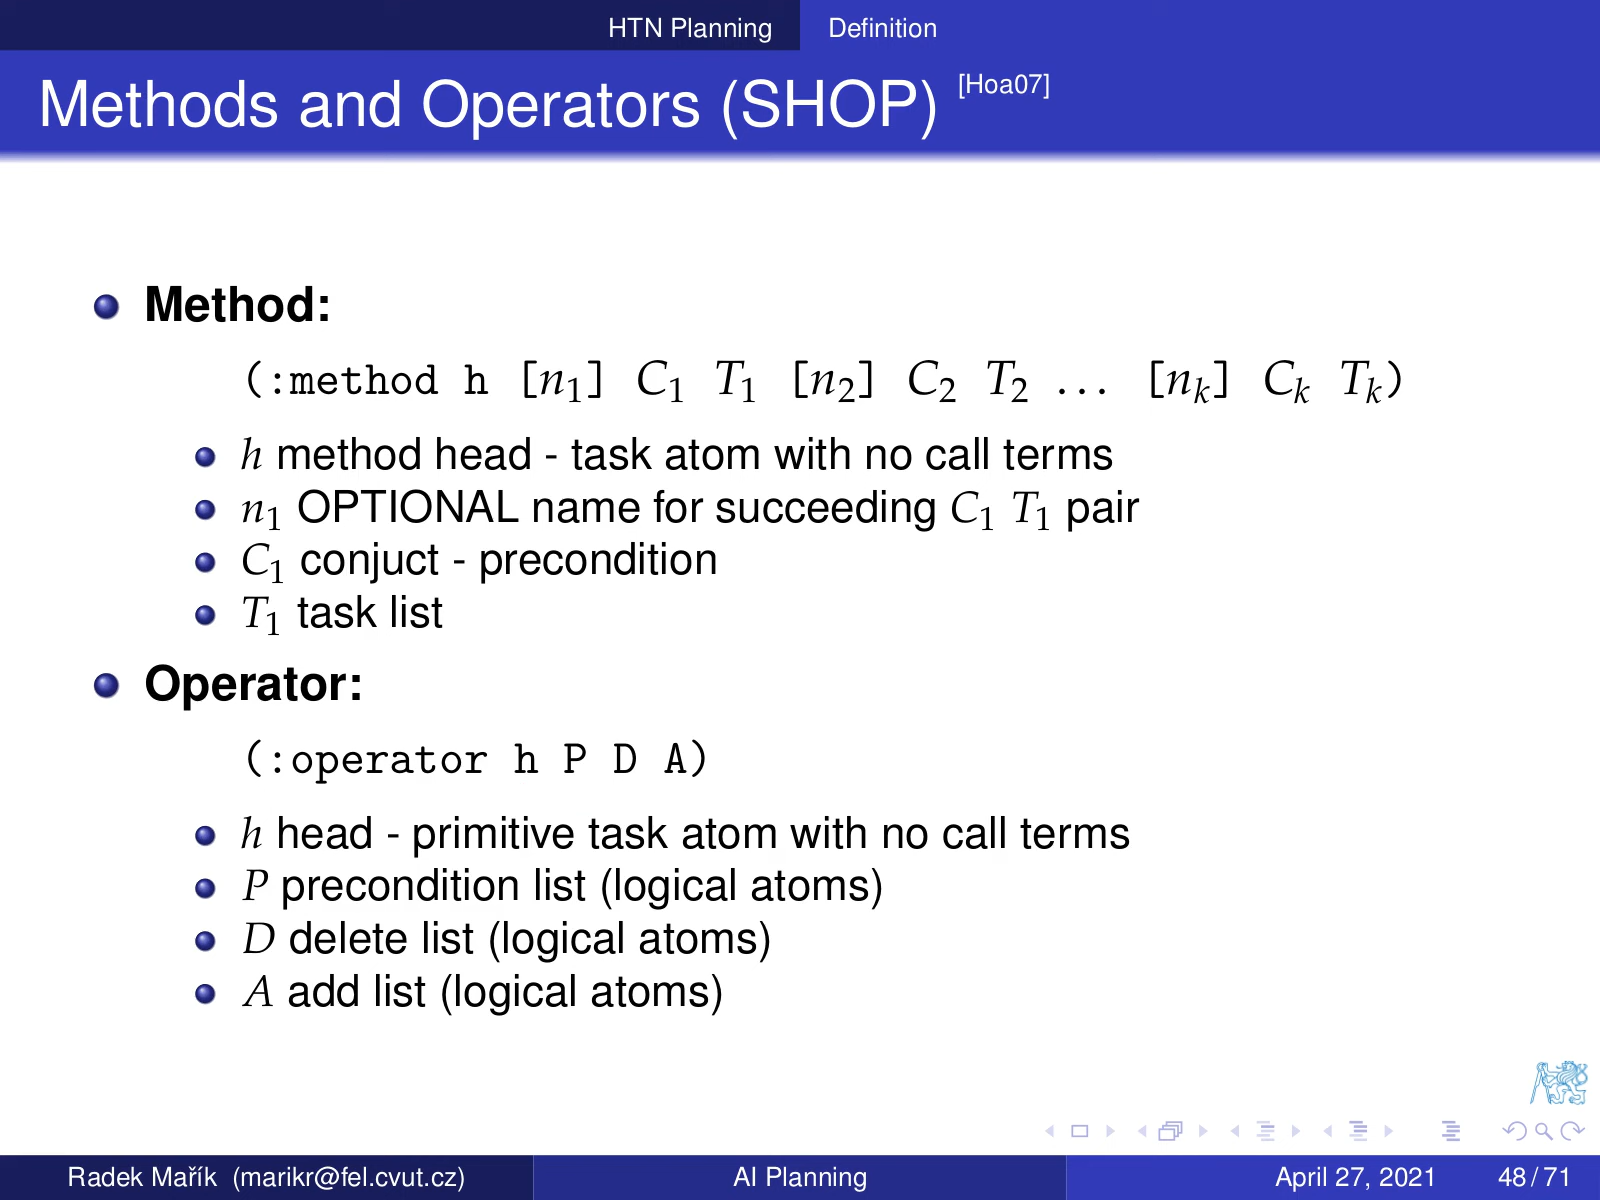 HTN Planning Definition
Methods and Operators (SHOP) [Hoa07]
Method:
(:method h [n1] C1 T1 [n2] C2 T2 ... [nk] Ck Tk)
h method head - task atom with no call terms
n1 OPTIONAL name for succeeding C1 T1 pair
C1 conjuct - precondition
T1 task list
Operator:
(:operator h P D A)
h head - primitive task atom with no call terms
P precondition list (logical atoms)
D delete list (logical atoms)
A add list (logical atoms)
Radek Mařík (marikr@fel.cvut.cz) AI Planning April 27, 2021 48 / 71